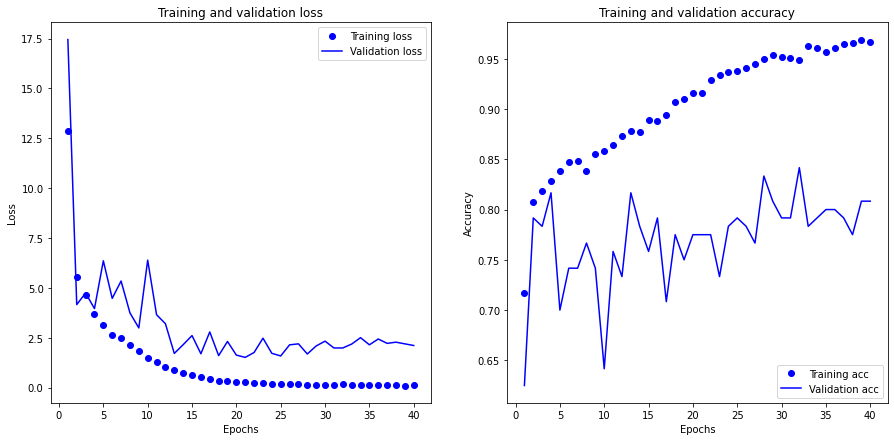 Training and validation loss
Training loss
Validation loss
17.5
15.0
12.5
10.0
7.5
5.0
2.5
0.0
Loss
0 5 10 15 20 25 30 35 40
Epochs
Training and validation accuracy
0.95
0.90
0.85
0.80
0.75
0.70
0.65
Accuracy
Training acc
Validation acc
0 5 10 15 20 25 30 35 40
Epochs